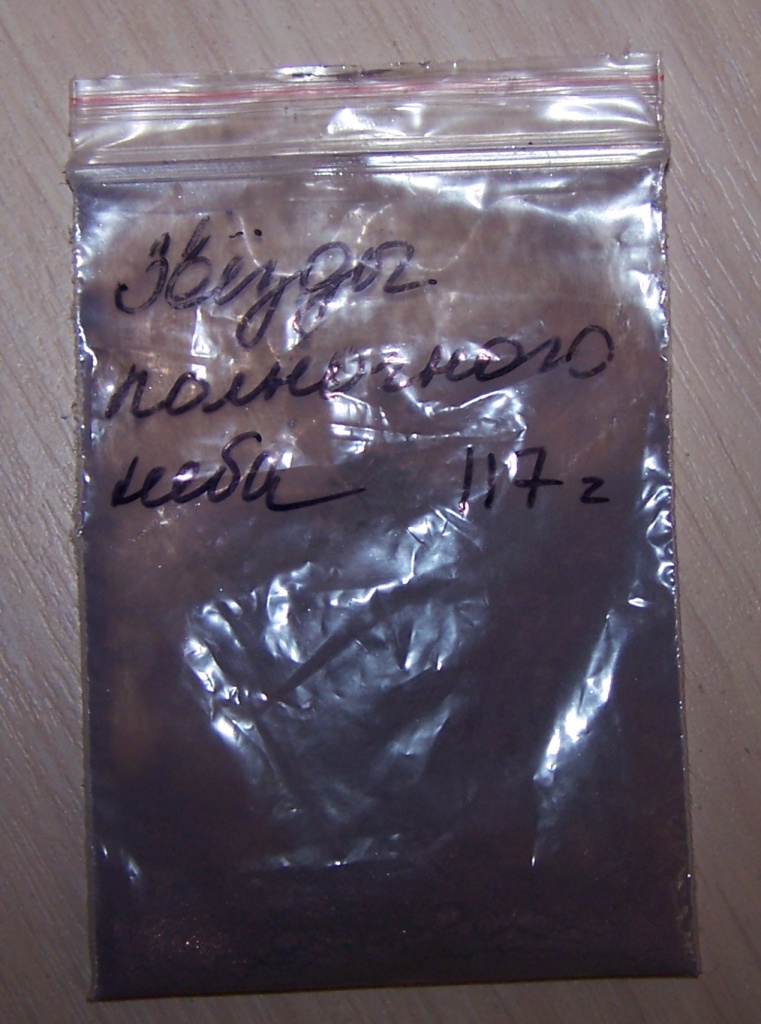 звёзды
полночного
неба 117 г